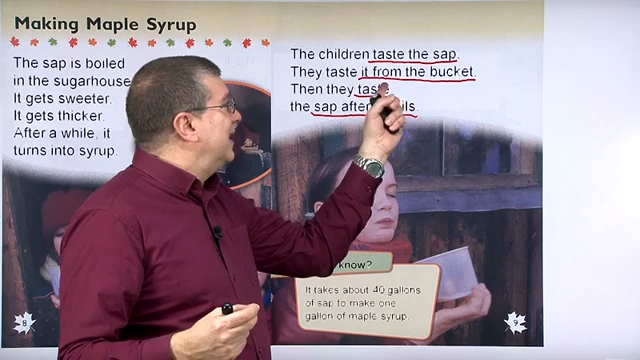 Making Maple Syrup
The sap is boiled
in the sugarhouse
It gets sweeter.
It gets thicker.
After a while, it
turns into syrup.
8
The children taste the sap.
They taste it from the bucket.
Then they
the sap after
know?
It takes about 40 gallons
of sap to make one
gallon of maple syrup.
9